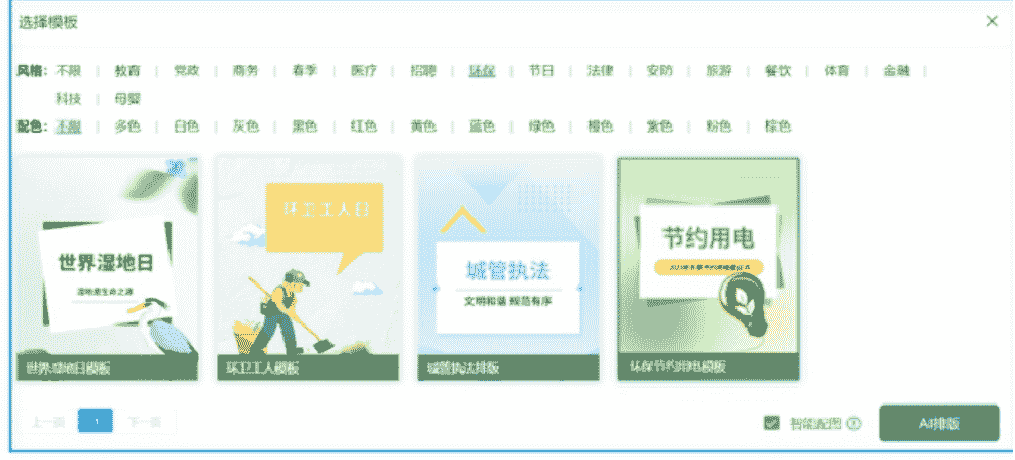 选择模板
风格: 不限 | 教育 | 党政 | 商务 | 春季 | 医疗 | 招聘 | 环保 | 节日 | 法律 | 安防 | 旅游 | 餐饮 | 体育 | 金融 |
科技 | 母婴
配色: 不限 | 多色 | 白色 | 灰色 | 黑色 | 红色 | 黄色 | 蓝色 | 绿色 | 橙色 | 紫色 | 粉色 | 棕色
世界湿地日
湿地是生命之源
环卫工人日
城管执法
文明和谐 规范有序
节约用电
世界湿地日模板
环卫工人模板
城管执法排版
环保节约用电模板
上一页 1 下一页
智能配图
AI排版